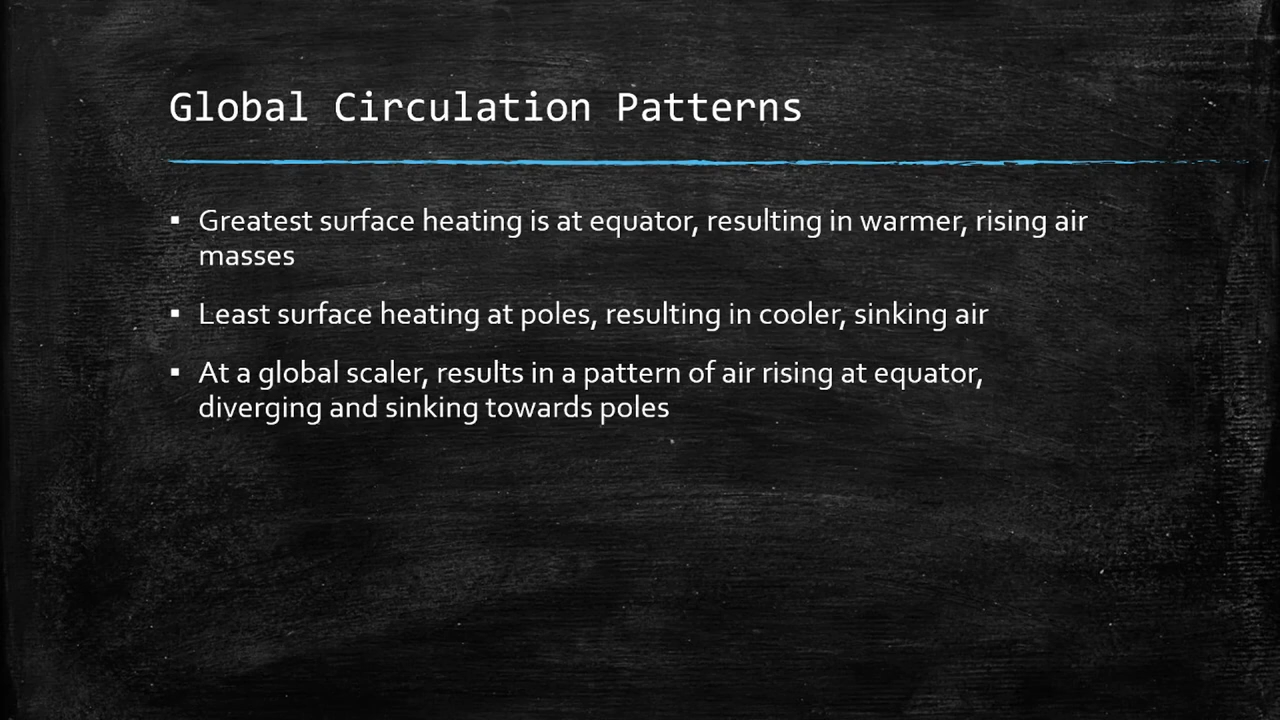 Global Circulation Patterns
▪ Greatest surface heating is at equator, resulting in warmer, rising air
masses
▪ Least surface heating at poles, resulting in cooler, sinking air
▪ At a global scaler, results in a pattern of air rising at equator,
diverging and sinking towards poles